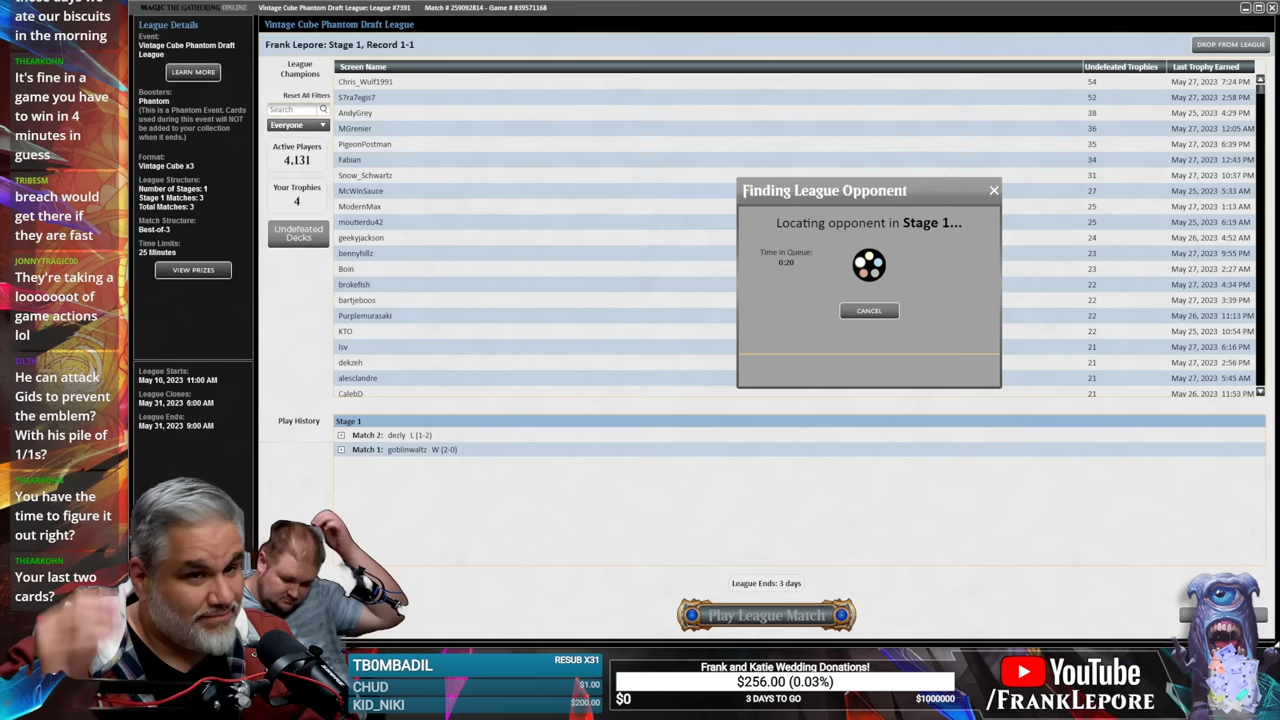 these days we
ate our biscuits
in the morning
THEARKOHN
It's fine in a
game you have
to win in 4
minutes in
guess
TRIBESM
breach would
get there if
they are fast
JONNYTRAGIC00
They're taking a
looooooot of
game actions
lol
ZILTH
He can attack
Gids to prevent
the emblem?
With his pile of
1/1s?
THEARKOHN
You have the
time to figure it
out right?
THEARKOHN
Your last two
cards?
MAGIC THE GATHERING ONLINE
Vintage Cube Phantom Draft League: League #7391
Match # 259092814 - Game # 839571168
League Details
Event:
Vintage Cube Phantom Draft
League
LEARN MORE
Boosters:
Phantom
(This is a Phantom Event. Cards
used during this event will NOT
be added to your collection
when it ends.)
Format:
Vintage Cube x3
League Structure:
Number of Stages: 1
Stage 1 Matches: 3
Total Matches: 3
Match Structure:
Best-of-3
Time Limits:
25 Minutes
VIEW PRIZES
League Starts:
May 10, 2023 11:00 AM
League Closes:
May 31, 2023 6:00 AM
League Ends:
May 31, 2023 9:00 AM
Vintage Cube Phantom Draft League
Frank Lepore: Stage 1, Record 1-1
DROP FROM LEAGUE
League
Champions
Reset All Filters
Search
Everyone
Active Players
4,131
Your Trophies
4
Undefeated
Decks
Screen Name Undefeated Trophies Last Trophy Earned
Chris_Wulf1991 54 May 27, 2023 7:24 PM
S7ra7egis7 52 May 27, 2023 2:58 PM
AndyGrey 38 May 25, 2023 4:29 PM
MGrenier 36 May 27, 2023 12:05 AM
PigeonPostman 35 May 27, 2023 6:39 PM
Fabian 34 May 27, 2023 12:43 PM
Snow_Schwartz 31 May 27, 2023 10:37 PM
McWinSauce 27 May 25, 2023 5:33 AM
ModernMax 25 May 27, 2023 1:13 AM
moutierdu42 25 May 27, 2023 6:19 AM
geekyjackson 24 May 26, 2023 4:52 AM
bennyhillz 23 May 27, 2023 9:55 PM
Boin 23 May 27, 2023 2:27 AM
brokefish 22 May 27, 2023 4:34 PM
bartjeboos 22 May 27, 2023 3:39 PM
Purplemurasaki 22 May 26, 2023 11:13 PM
KTO 22 May 25, 2023 10:54 PM
lsv 21 May 27, 2023 6:16 PM
dekzeh 21 May 27, 2023 2:56 PM
alesclandre 21 May 27, 2023 5:45 AM
CalebD 21 May 26, 2023 11:53 PM
Finding League Opponent
Locating opponent in Stage 1...
Time in Queue:
0:20
CANCEL
Play History
Stage 1
Match 2: dezly L (1-2)
Match 1: goblinwaltz W (2-0)
League Ends: 3 days
Play League Match
TB0MBADIL RESUB X31
CHUD $1.00
KID_NIKI $200.00
Frank and Katie Wedding Donations!
$256.00 (0.03%)
$0 3 DAYS TO GO $1000000
YouTube
/FRANKLEPORE